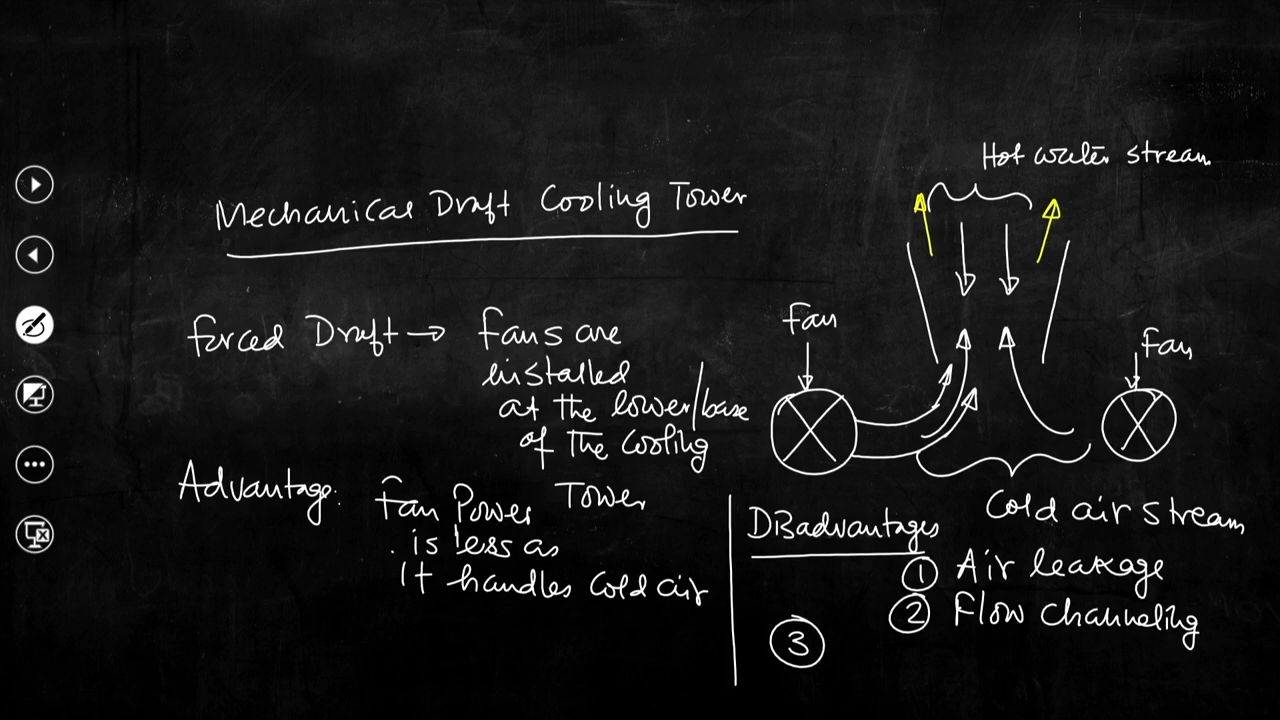 Hot water stream
Mechanical Draft Cooling Tower
Forced Draft → Fans are
installed
at the lower/base
of the cooling
Tower
Fan
Fan
Cold air stream
Advantage: Fan Power
is less as
it handles cold air
Disadvantages
① Air leakage
② Flow channeling
③